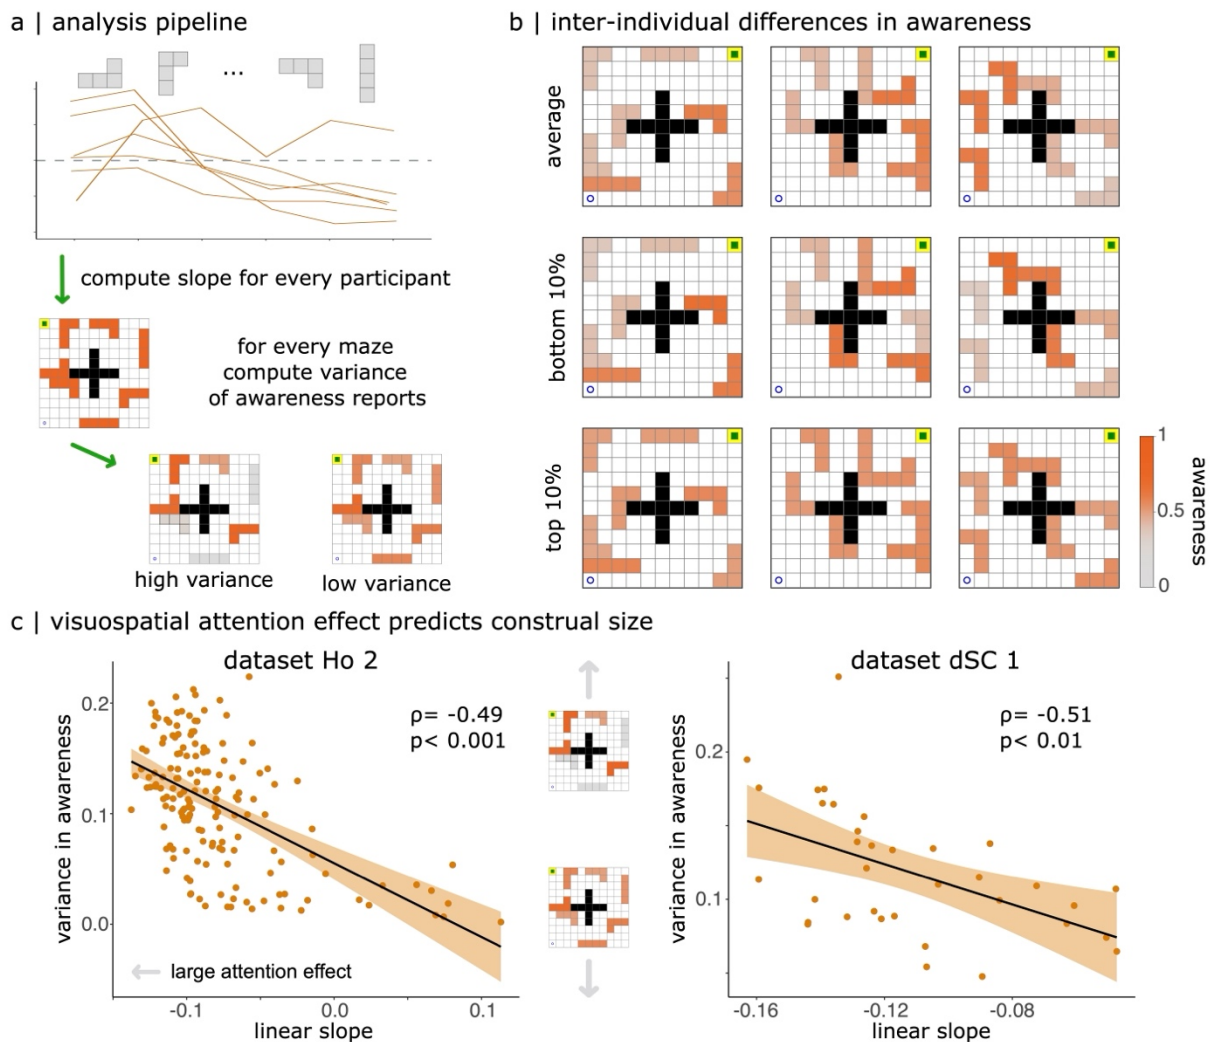 a | analysis pipeline
...
compute slope for every participant
for every maze
compute variance
of awareness reports
high variance
low variance
b | inter-individual differences in awareness
average
bottom 10%
top 10%
1
0.5
0
awareness
c | visuospatial attention effect predicts construal size
dataset Ho 2
ρ= -0.49
p< 0.001
variance in awareness
0.2
0.1
0.0
large attention effect
-0.1
0.0
0.1
linear slope
dataset dSC 1
ρ= -0.51
p< 0.01
variance in awareness
0.2
0.1
-0.16
-0.12
-0.08
linear slope